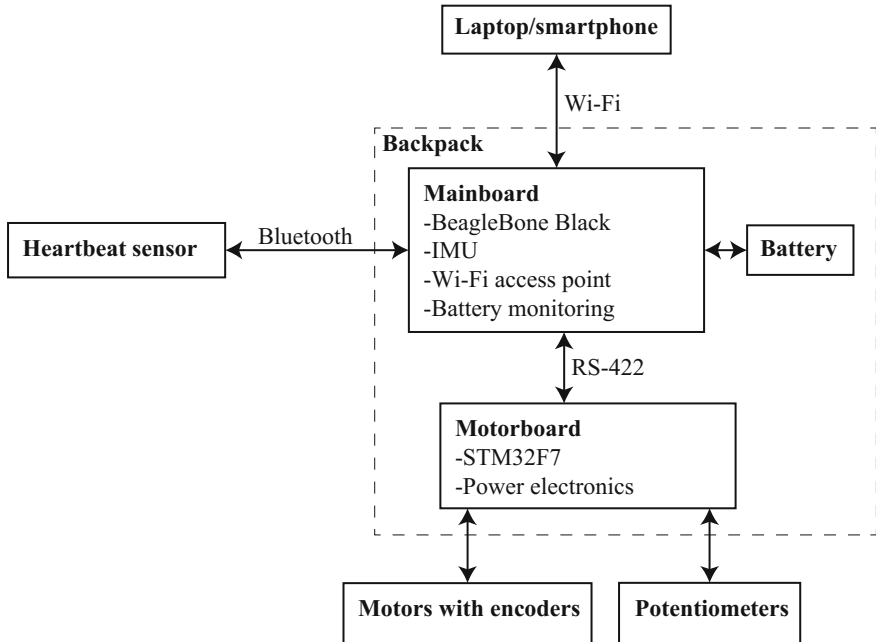 Laptop/smartphone
Wi-Fi
Backpack
Mainboard
-BeagleBone Black
-IMU
-Wi-Fi access point
-Battery monitoring
Heartbeat sensor
Bluetooth
Battery
RS-422
Motorboard
-STM32F7
-Power electronics
Motors with encoders
Potentiometers